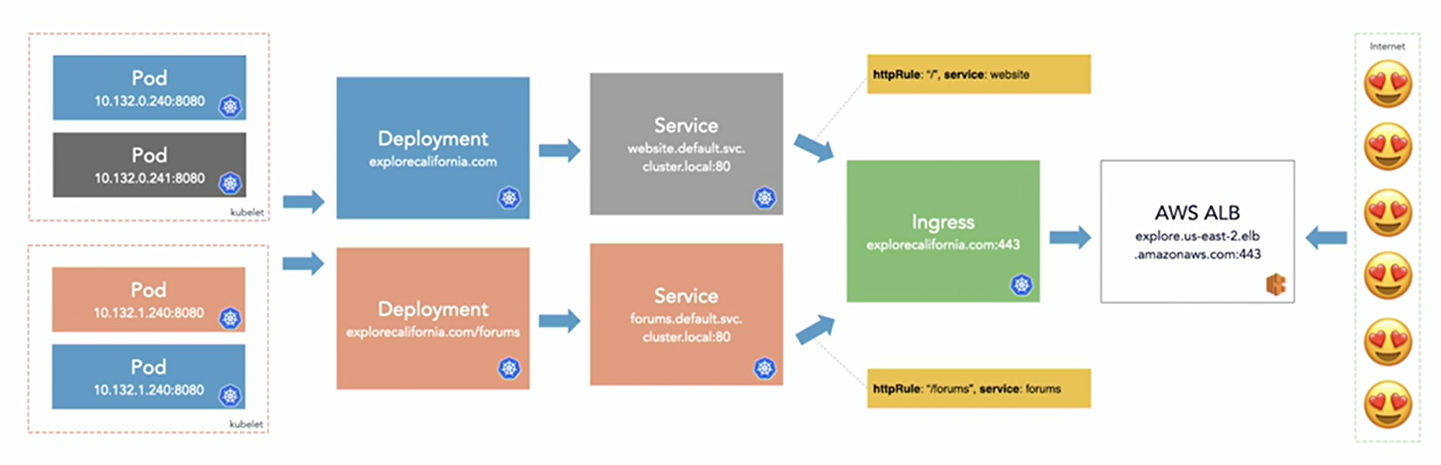 Pod
10.132.0.240:8080
Pod
10.132.0.241:8080
kubelet
Pod
10.132.1.240:8080
Pod
10.132.1.240:8080
kubelet
Deployment
explorecalifornia.com
Deployment
explorecalifornia.com/forums
Service
website.default.svc.
cluster.local:80
Service
forums.default.svc.
cluster.local:80
httpRule: "/", service: website
Ingress
explorecalifornia.com:443
httpRule: "/forums", service: forums
AWS ALB
explore.us-east-2.elb
.amazonaws.com:443
Internet